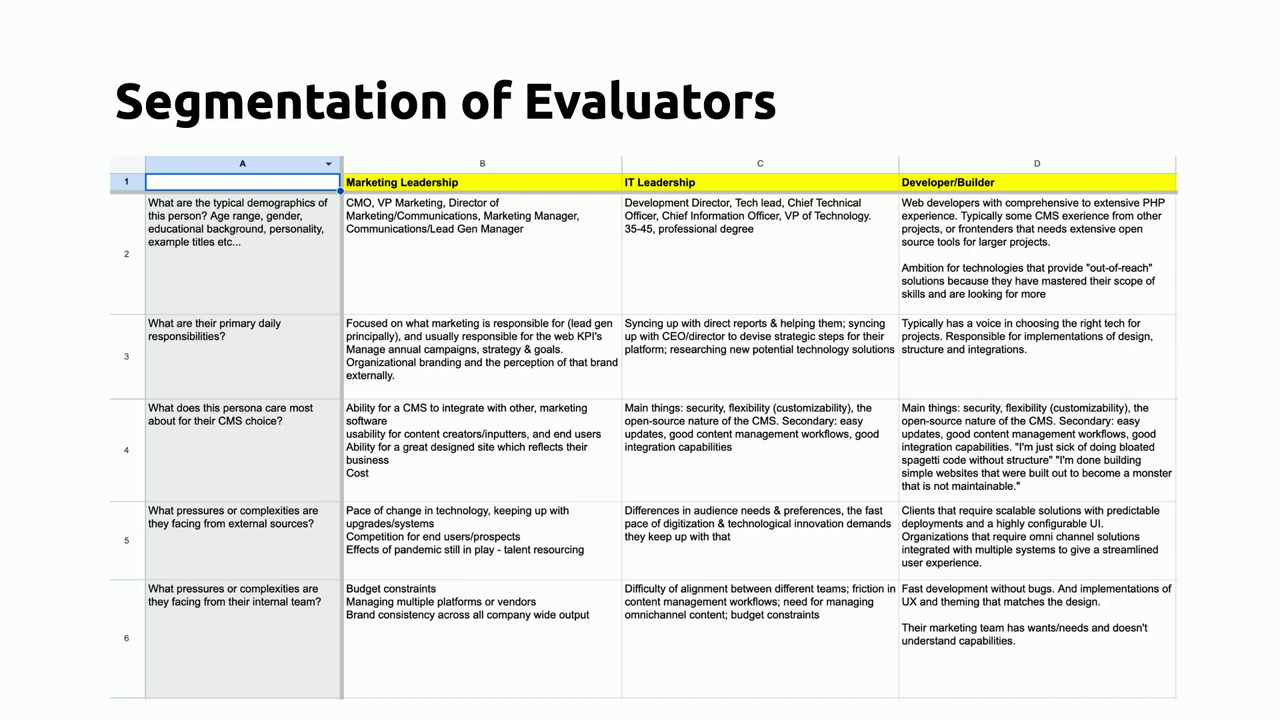 Segmentation of Evaluators
A
B
C
D
1
Marketing Leadership
IT Leadership
Developer/Builder
2
What are the typical demographics of
this person? Age range, gender,
educational background, personality,
example titles etc...
CMO, VP Marketing, Director of
Marketing/Communications, Marketing Manager,
Communications/Lead Gen Manager
Development Director, Tech lead, Chief Technical
Officer, Chief Information Officer, VP of Technology.
35-45, professional degree
Web developers with comprehensive to extensive PHP
experience. Typically some CMS exerience from other
projects, or frontenders that needs extensive open
source tools for larger projects.
Ambition for technologies that provide "out-of-reach"
solutions because they have mastered their scope of
skills and are looking for more
3
What are their primary daily
responsibilities?
Focused on what marketing is responsible for (lead gen
principally), and usually responsible for the web KPI's
Manage annual campaigns, strategy & goals.
Organizational branding and the perception of that brand
externally.
Syncing up with direct reports & helping them; syncing
up with CEO/director to devise strategic steps for their
platform; researching new potential technology solutions
Typically has a voice in choosing the right tech for
projects. Responsible for implementations of design,
structure and integrations.
4
What does this persona care most
about for their CMS choice?
Ability for a CMS to integrate with other, marketing
software
usability for content creators/inputters, and end users
Ability for a great designed site which reflects their
business
Cost
Main things: security, flexibility (customizability), the
open-source nature of the CMS. Secondary: easy
updates, good content management workflows, good
integration capabilities
Main things: security, flexibility (customizability), the
open-source nature of the CMS. Secondary: easy
updates, good content management workflows, good
integration capabilities. "I'm just sick of doing bloated
spagetti code without structure" "I'm done building
simple websites that were built out to become a monster
that is not maintainable."
5
What pressures or complexities are
they facing from external sources?
Pace of change in technology, keeping up with
upgrades/systems
Competition for end users/prospects
Effects of pandemic still in play - talent resourcing
Differences in audience needs & preferences, the fast
pace of digitization & technological innovation demands
they keep up with that
Clients that require scalable solutions with predictable
deployments and a highly configurable UI.
Organizations that require omni channel solutions
integrated with multiple systems to give a streamlined
user experience.
6
What pressures or complexities are
they facing from their internal team?
Budget constraints
Managing multiple platforms or vendors
Brand consistency across all company wide output
Difficulty of alignment between different teams; friction in
content management workflows; need for managing
omnichannel content; budget constraints
Fast development without bugs. And implementations of
UX and theming that matches the design.
Their marketing team has wants/needs and doesn't
understand capabilities.